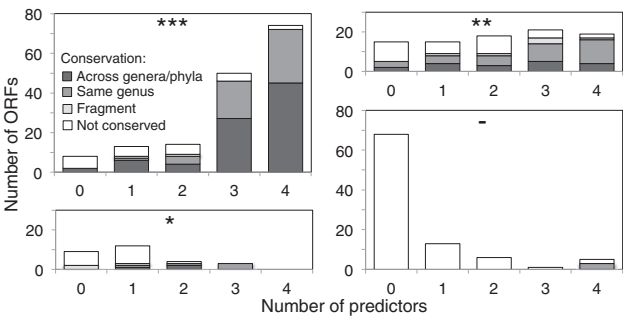 80
60
40
20
0
***
Conservation:
Across genera/phyla
Same genus
Fragment
Not conserved
0 1 2 3 4
20
0
**
0 1 2 3 4
20
0
*
0 1 2 3 4
80
60
40
20
0
-
0 1 2 3 4
Number of ORFs
Number of predictors